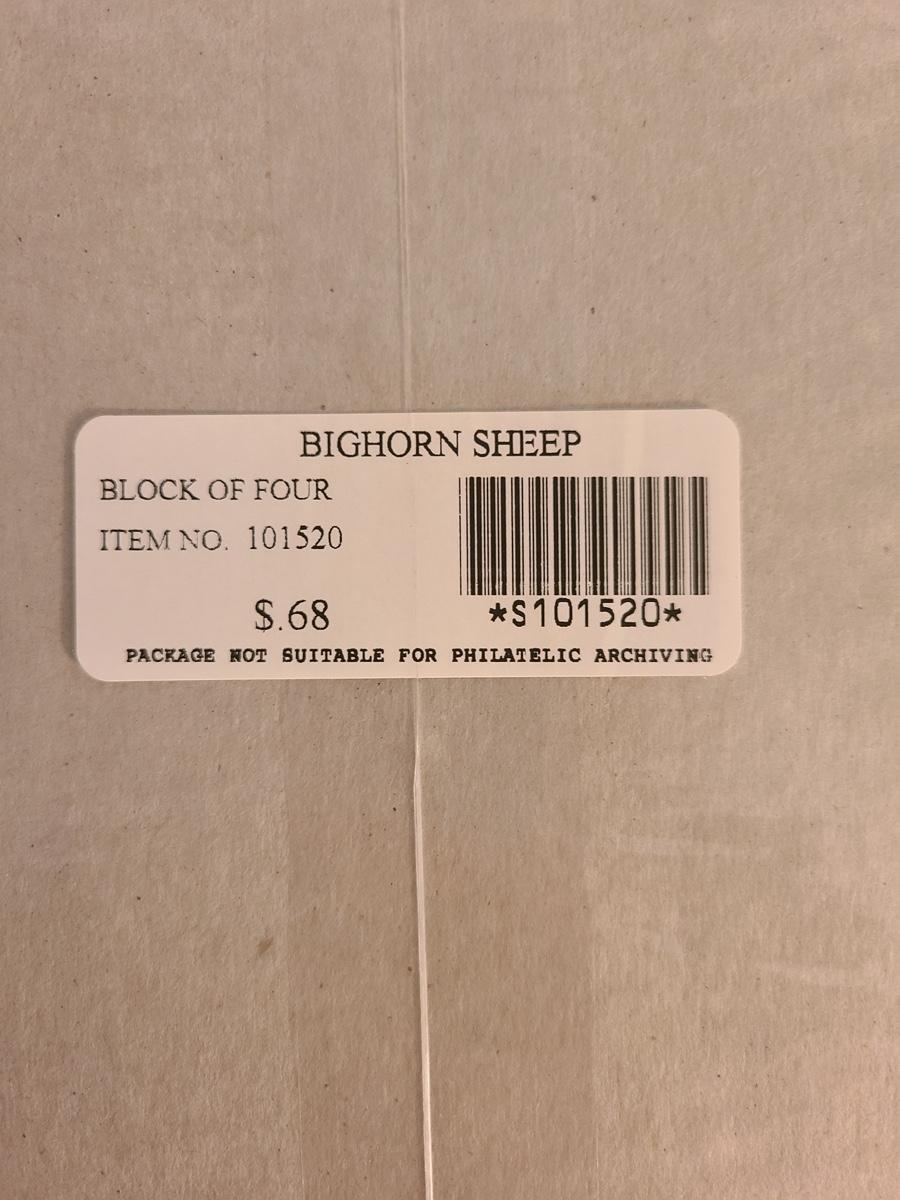 BIGHORN SHEEP
BLOCK OF FOUR
ITEM NO. 101520
$.68
*S101520*
PACKAGE NOT SUITABLE FOR PHILATELIC ARCHIVING